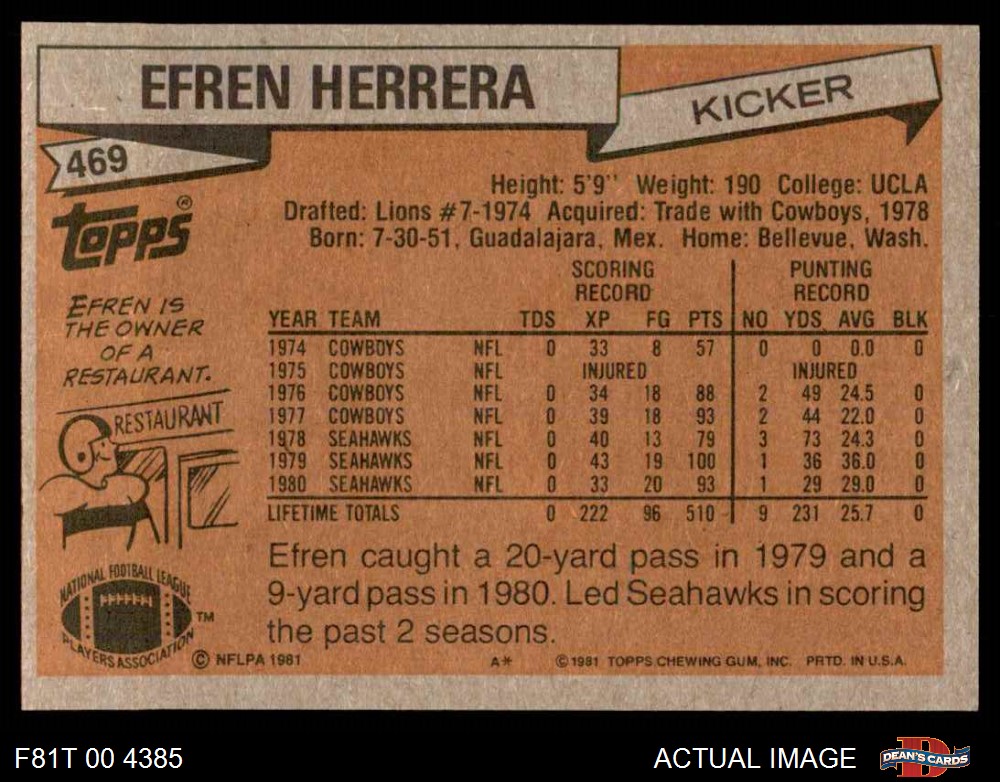 EFREN HERRERA
KICKER
469
Height: 5'9" Weight: 190 College: UCLA
Drafted: Lions #7-1974 Acquired: Trade with Cowboys, 1978
Born: 7-30-51, Guadalajara, Mex. Home: Bellevue, Wash.
topps®
EFREN IS
THE OWNER
OF A
RESTAURANT.
RESTAURANT
SCORING RECORD PUNTING RECORD
YEAR TEAM TDS XP FG PTS NO YDS AVG BLK
1974 COWBOYS NFL 0 33 8 57 0 0 0.0 0
1975 COWBOYS NFL INJURED INJURED
1976 COWBOYS NFL 0 34 18 88 2 49 24.5 0
1977 COWBOYS NFL 0 39 18 93 2 44 22.0 0
1978 SEAHAWKS NFL 0 40 13 79 3 73 24.3 0
1979 SEAHAWKS NFL 0 43 19 100 1 36 36.0 0
1980 SEAHAWKS NFL 0 33 20 93 1 29 29.0 0
LIFETIME TOTALS 0 222 96 510 9 231 25.7 0
Efren caught a 20-yard pass in 1979 and a
9-yard pass in 1980. Led Seahawks in scoring
the past 2 seasons.
NATIONAL FOOTBALL LEAGUE
PLAYERS ASSOCIATION
TM
© NFLPA 1981 A* © 1981 TOPPS CHEWING GUM, INC. PRTD. IN U.S.A.
F81T 00 4385 ACTUAL IMAGE DEAN'S CARDS